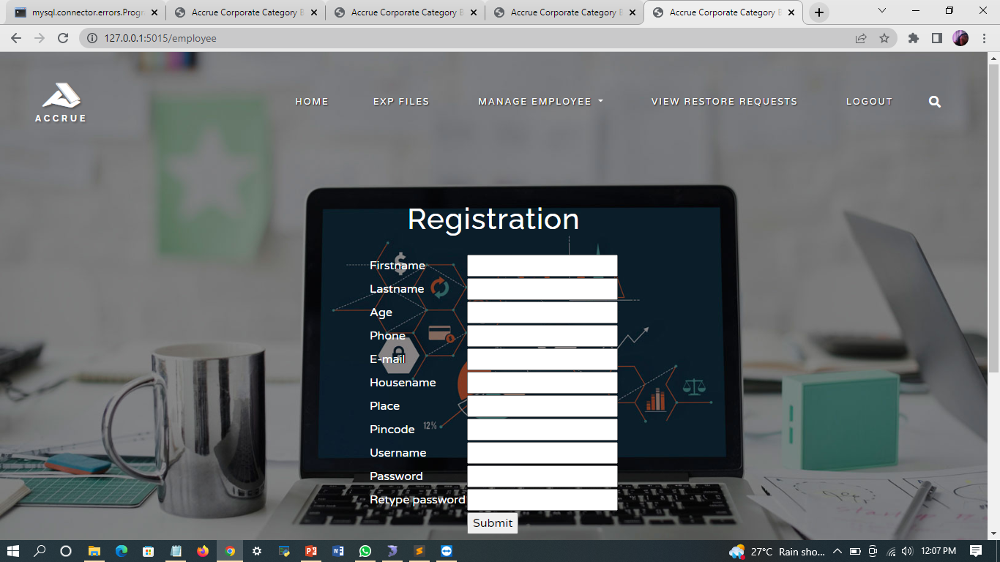 mysql.connector.errors.Progr
Accrue Corporate Category B
Accrue Corporate Category B
Accrue Corporate Category B
Accrue Corporate Category B
127.0.0.1:5015/employee
ACCRUE
HOME
EXP FILES
MANAGE EMPLOYEE
VIEW RESTORE REQUESTS
LOGOUT
Registration
Firstname
Lastname
Age
Phone
E-mail
Housename
Place
Pincode
12%
Username
Password
Retype password
Submit
27°C Rain sho...
12:07 PM